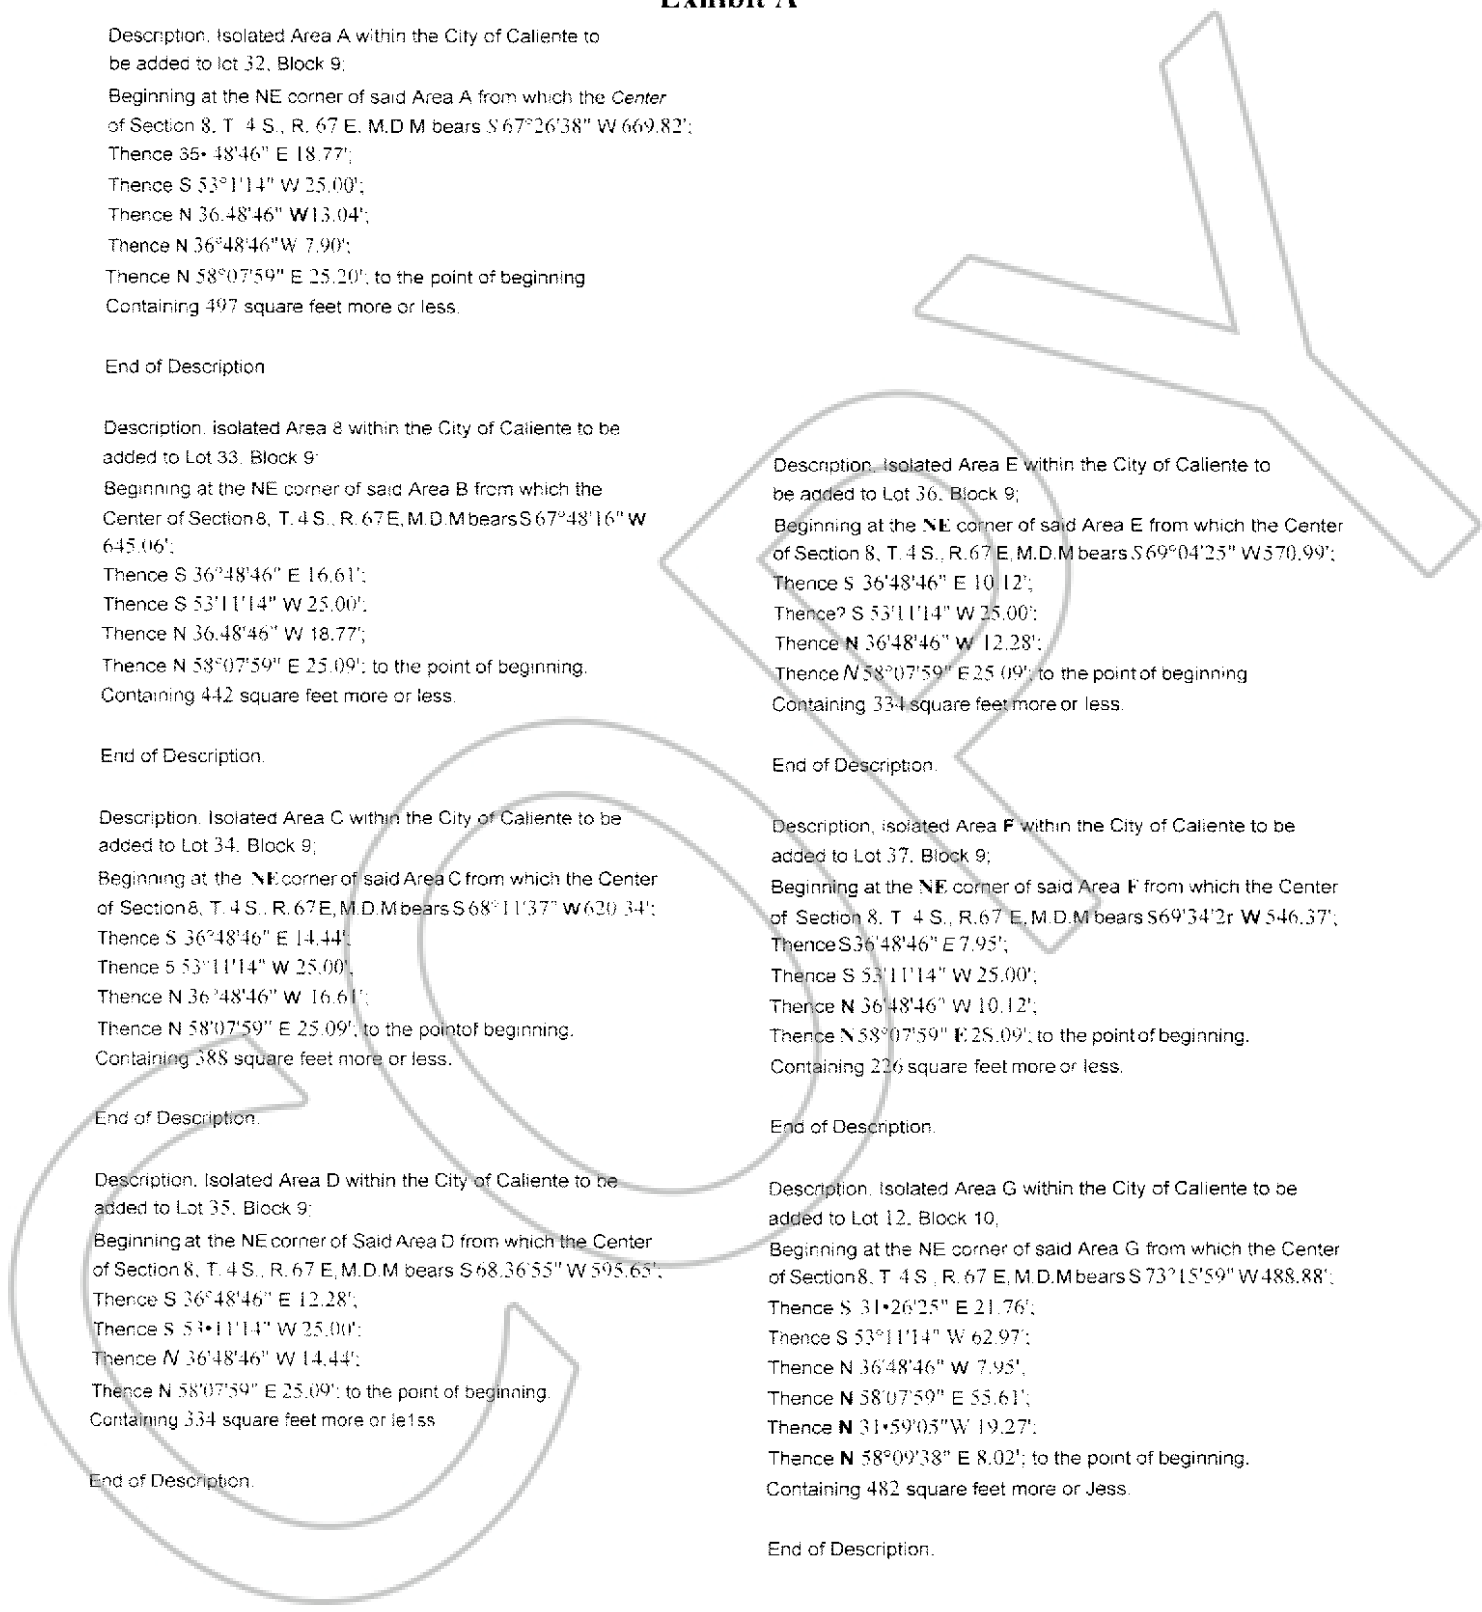 Exhibit A
Description. Isolated Area A within the City of Caliente to
be added to lct 32, Block 9;
Beginning at the NE corner of said Area A from which the Center
of Section 8, T 4 S., R. 67 E. M.D M bears S 67°26'38" W 669.82';
Thence 35• 48'46" E 18.77';
Thence S 53°1'14" W 25.00';
Thence N 36.48'46" W13.04';
Thence N 36°48'46"W 7.90';
Thence N 58°07'59" E 25.20'; to the point of beginning
Containing 497 square feet more or less.
End of Description
Description. isolated Area 8 within the City of Caliente to be
added to Lot 33. Block 9
Beginning at the NE corner of said Area B from which the
Center of Section 8, T. 4 S., R. 67 E, M.D.M bears S 67°48'16" W
645.06';
Thence S 36°48'46" E 16.61';
Thence S 53'11'14" W 25.00';
Thence N 36.48'46" W 18.77';
Thence N 58°07'59" E 25.09'; to the point of beginning.
Containing 442 square feet more or less.
End of Description.
Description. Isolated Area C within the City of Caliente to be
added to Lot 34. Block 9;
Beginning at the NE corner of said Area C from which the Center
of Section 8, T. 4 S., R. 67 E, M.D.M bears S 68°11'37" W 620 34';
Thence S 36°48'46" E 14.44';
Thence 5 53°11'14" W 25.00',
Thence N 36°48'46" W 16.61';
Thence N 58'07'59" E 25.09'; to the pointof beginning.
Containing 388 square feet more or less.
End of Description.
Description. Isolated Area D within the City of Caliente to be
added to Lot 35. Block 9;
Beginning at the NE corner of Said Area D from which the Center
of Section 8, T. 4 S., R. 67 E, M.D.M bears S 68.36'55" W 595.65';
Thence S 36°48'46" E 12.28';
Thence S 53•11'14" W 25.00';
Thence N 36'48'46" W 14.44';
Thence N 58'07'59" E 25.09'; to the point of beginning.
Containing 334 square feet more or le1ss
End of Description.
Description. Isolated Area E within the City of Caliente to
be added to Lot 36. Block 9;
Beginning at the NE corner of said Area E from which the Center
of Section 8, T. 4 S., R.67 E, M.D.M bears S 69°04'25" W 570.99';
Thence S 36'48'46" E 10 12';
Thence? S 53'11'14" W 25.00';
Thence N 36'48'46" W 12.28';
Thence N 58°07'59" E 25 09'; to the point of beginning
Containing 334 square feet more or less.
End of Description.
Description, isolated Area F within the City of Caliente to be
added to Lot 37. Block 9;
Beginning at the NE corner of said Area F from which the Center
of Section 8. T 4 S., R.67 E, M.D.M bears S69'34'2r W 546.37';
Thence S36'48'46" E 7.95';
Thence S 53'11'14" W 25.00';
Thence N 36'48'46" W 10.12';
Thence N 58°07'59" E 2S.09'; to the point of beginning.
Containing 226 square feet more or less.
End of Description.
Description. Isolated Area G within the City of Caliente to be
added to Lot 12. Block 10,
Beginning at the NE corner of said Area G from which the Center
of Section 8. T 4 S , R. 67 E, M.D.M bears S 73°15'59" W 488.88';
Thence S 31•26'25" E 21.76';
Thence S 53°11'14" W 62.97';
Thence N 36'48'46" W 7.95',
Thence N 58'07'59" E 55.61';
Thence N 31•59'05"W 19.27';
Thence N 58°09'38" E 8.02'; to the point of beginning.
Containing 482 square feet more or Jess.
End of Description.
COPY